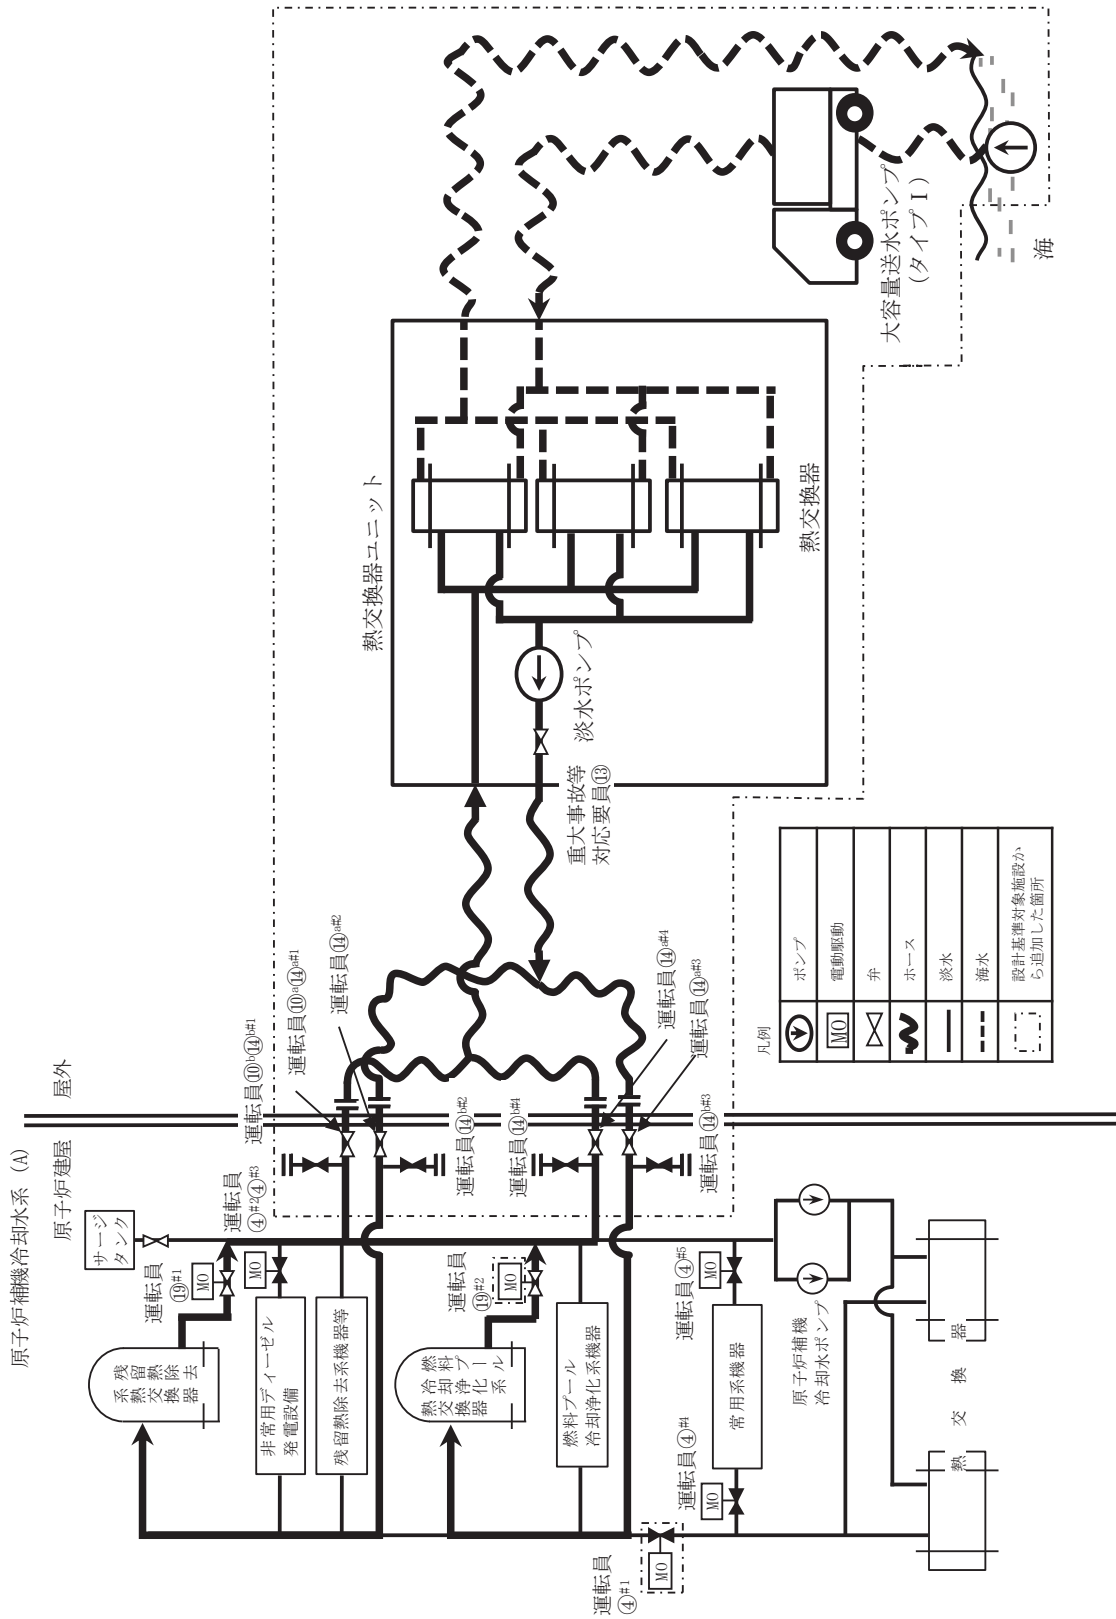 原子炉補機冷却水系 (A)
原子炉建屋
屋外
サージ
タンク
運転員
⑲#1
MO
運転員
④#2④#3
MO
残留熱除去
系熱交換器
非常用ディーゼル
発電設備
残留熱除去系機器等
運転員⑩b⑭b#1
運転員⑩a⑭a#1
運転員⑭a#2
運転員⑭b#2
運転員⑭b#4
運転員⑭a#4
運転員⑭a#3
運転員⑭b#3
運転員
⑲#2
MO
燃料プール
冷却浄化系
熱交換器
燃料プール
冷却浄化系機器
運転員
④#1
MO
運転員④#4
MO
運転員④#5
MO
常用系機器
原子炉補機
冷却水ポンプ
熱交換器
熱交換器ユニット
熱交換器
淡水ポンプ
重大事故等
対応要員⑬
大容量送水ポンプ
(タイプⅠ)
海
凡例
ポンプ
MO
電動駆動
弁
ホース
淡水
海水
設計基準対象施設か
ら追加した箇所